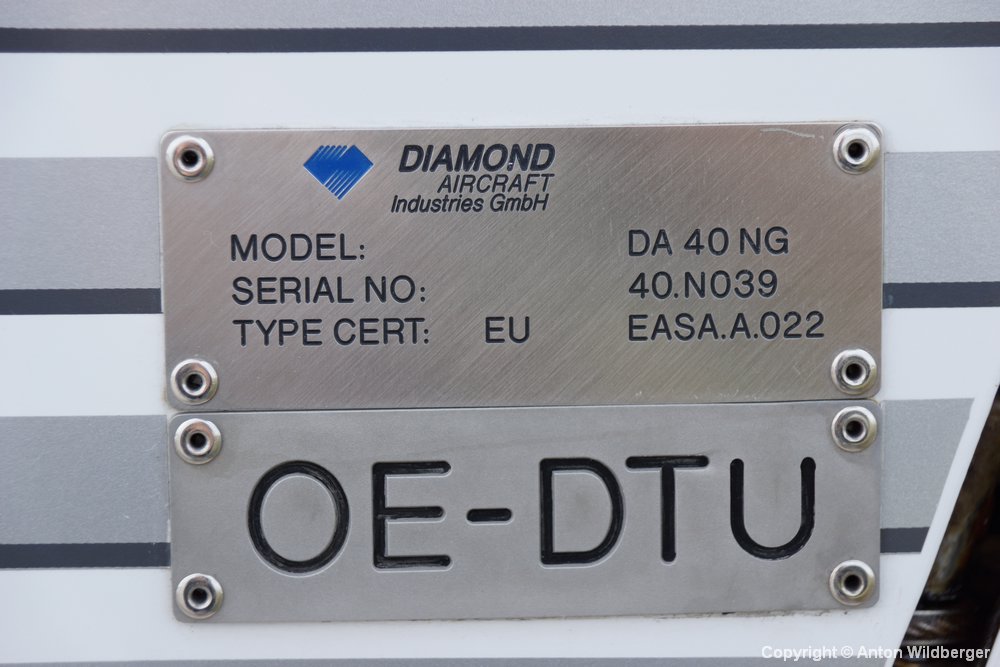 DIAMOND
AIRCRAFT
Industries GmbH
MODEL: DA 40 NG
SERIAL NO: 40.N039
TYPE CERT: EU EASA.A.022
OE-DTU
Copyright © Anton Wildberger